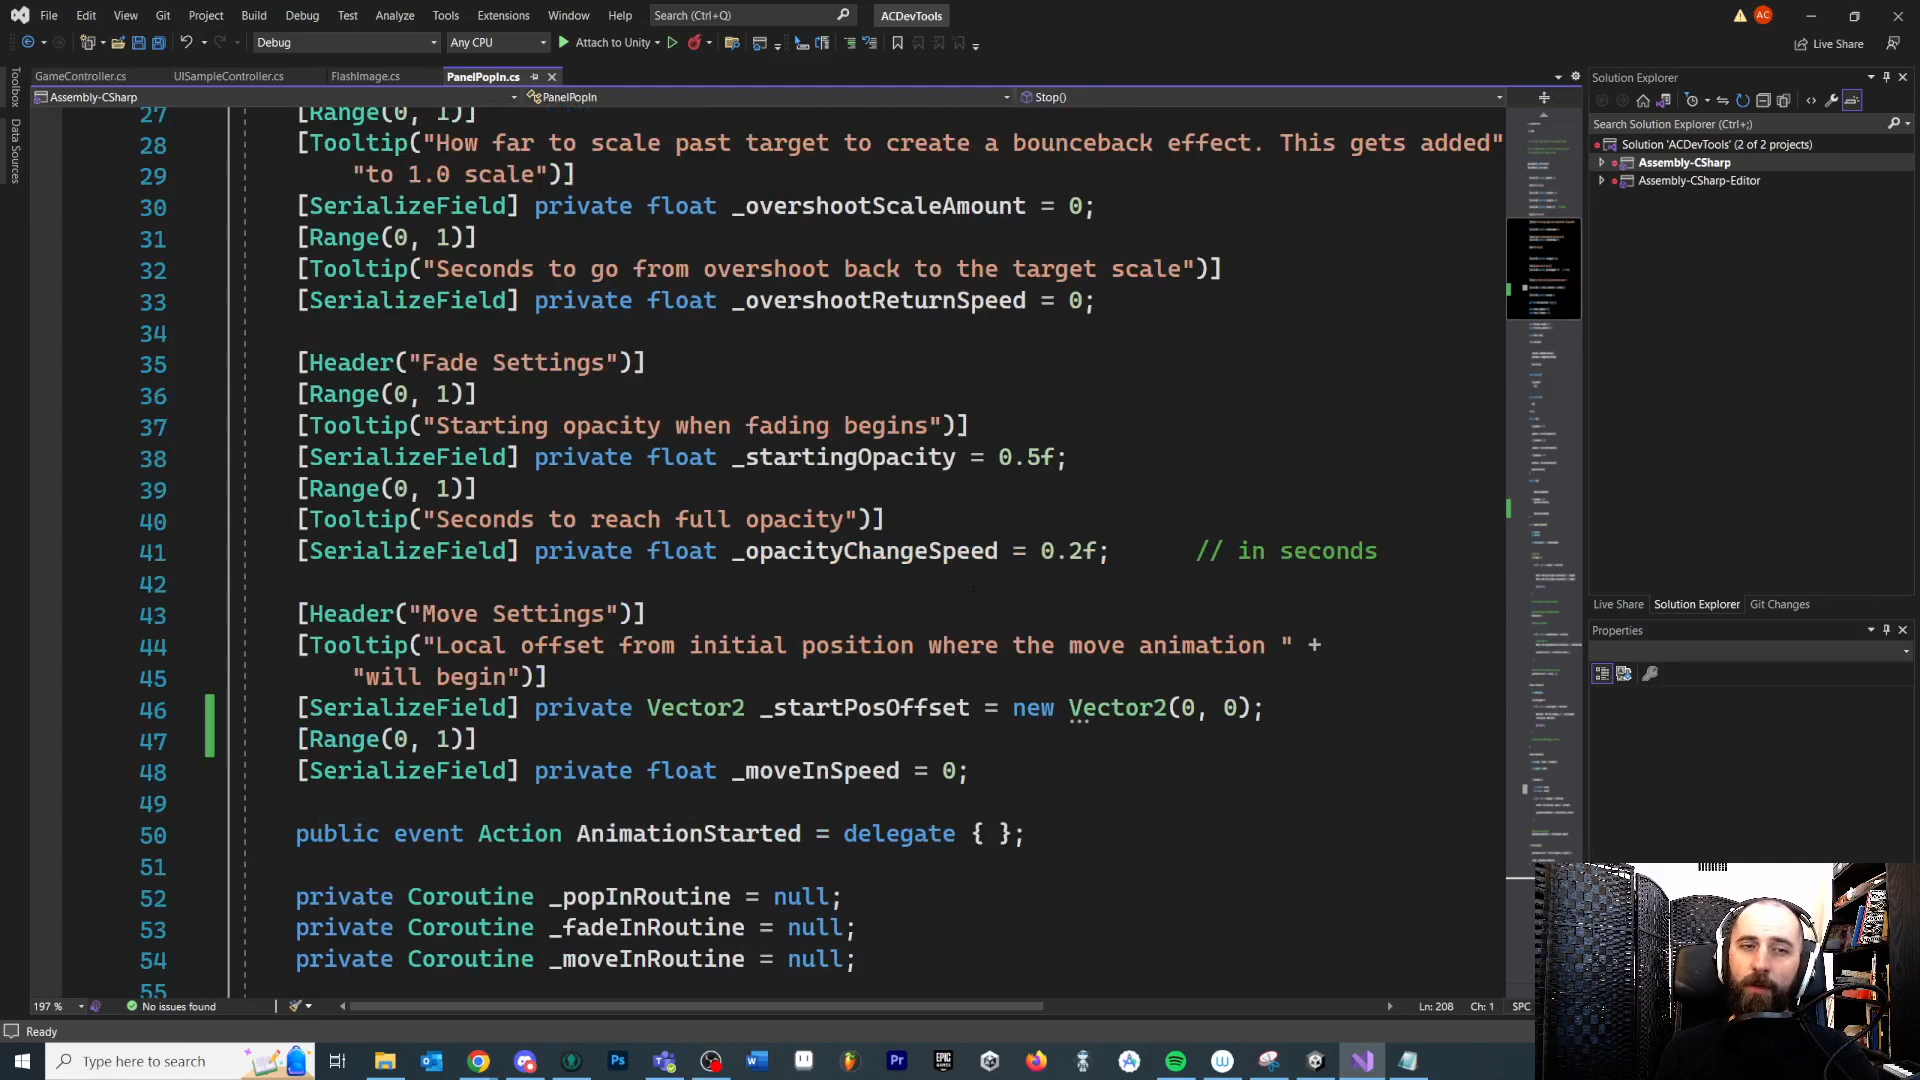 File Edit View Git Project Build Debug Test Analyze Tools Extensions Window Help Search (Ctrl+Q) ACDevTools AC
Debug Any CPU Attach to Unity Live Share
GameController.cs UISampleController.cs FlashImage.cs PanelPopIn.cs
Assembly-CSharp PanelPopIn Stop()
Toolbox
Data Sources
27 [Range(0, 1)]
28 [Tooltip("How far to scale past target to create a bounceback effect. This gets added"
29 "to 1.0 scale")]
30 [SerializeField] private float _overshootScaleAmount = 0;
31 [Range(0, 1)]
32 [Tooltip("Seconds to go from overshoot back to the target scale")]
33 [SerializeField] private float _overshootReturnSpeed = 0;
34
35 [Header("Fade Settings")]
36 [Range(0, 1)]
37 [Tooltip("Starting opacity when fading begins")]
38 [SerializeField] private float _startingOpacity = 0.5f;
39 [Range(0, 1)]
40 [Tooltip("Seconds to reach full opacity")]
41 [SerializeField] private float _opacityChangeSpeed = 0.2f; // in seconds
42
43 [Header("Move Settings")]
44 [Tooltip("Local offset from initial position where the move animation " +
45 "will begin")]
46 [SerializeField] private Vector2 _startPosOffset = new Vector2(0, 0);
47 [Range(0, 1)]
48 [SerializeField] private float _moveInSpeed = 0;
49
50 public event Action AnimationStarted = delegate { };
51
52 private Coroutine _popInRoutine = null;
53 private Coroutine _fadeInRoutine = null;
54 private Coroutine _moveInRoutine = null;
55
197 % No issues found Ln: 208 Ch: 1 SPC
Ready
Solution Explorer
Search Solution Explorer (Ctrl+;)
Solution 'ACDevTools' (2 of 2 projects)
Assembly-CSharp
Assembly-CSharp-Editor
Live Share Solution Explorer Git Changes
Properties
Type here to search